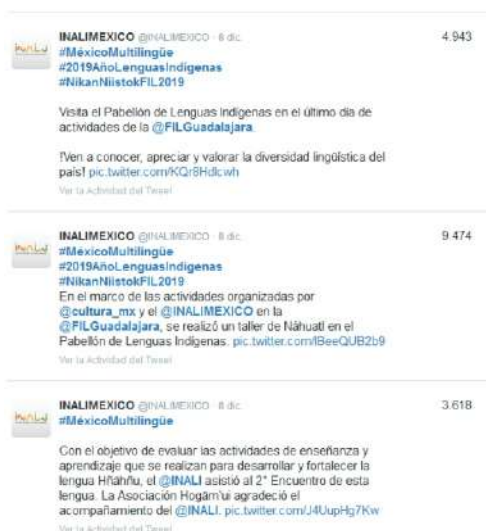 INALIMEXICO @INALIMEXICO · 8 dic. 4.943
#MéxicoMultilingüe
#2019AñoLenguasIndígenas
#NikanNiistokFIL2019
Visita el Pabellón de Lenguas Indígenas en el último día de
actividades de la @FILGuadalajara.
!Ven a conocer, apreciar y valorar la diversidad lingüística del
país! pic.twitter.com/KQr8Hdlcwh
Ver la Actividad del Tweet
INALIMEXICO @INALIMEXICO · 8 dic. 9.474
#MéxicoMultilingüe
#2019AñoLenguasIndígenas
#NikanNiistokFIL2019
En el marco de las actividades organizadas por
@cultura_mx y el @INALIMEXICO en la
@FILGuadalajara, se realizó un taller de Náhuatl en el
Pabellón de Lenguas Indígenas. pic.twitter.com/lBeeQUB2b9
Ver la Actividad del Tweet
INALIMEXICO @INALIMEXICO · 8 dic. 3.618
#MéxicoMultilingüe
Con el objetivo de evaluar las actividades de enseñanza y
aprendizaje que se realizan para desarrollar y fortalecer la
lengua Hñähñu, el @INALI asistió al 2° Encuentro de esta
lengua. La Asociación Hogämʼui agradeció el
acompañamiento del @INALI. pic.twitter.com/J4UupHg7Kw
Ver la Actividad del Tweet